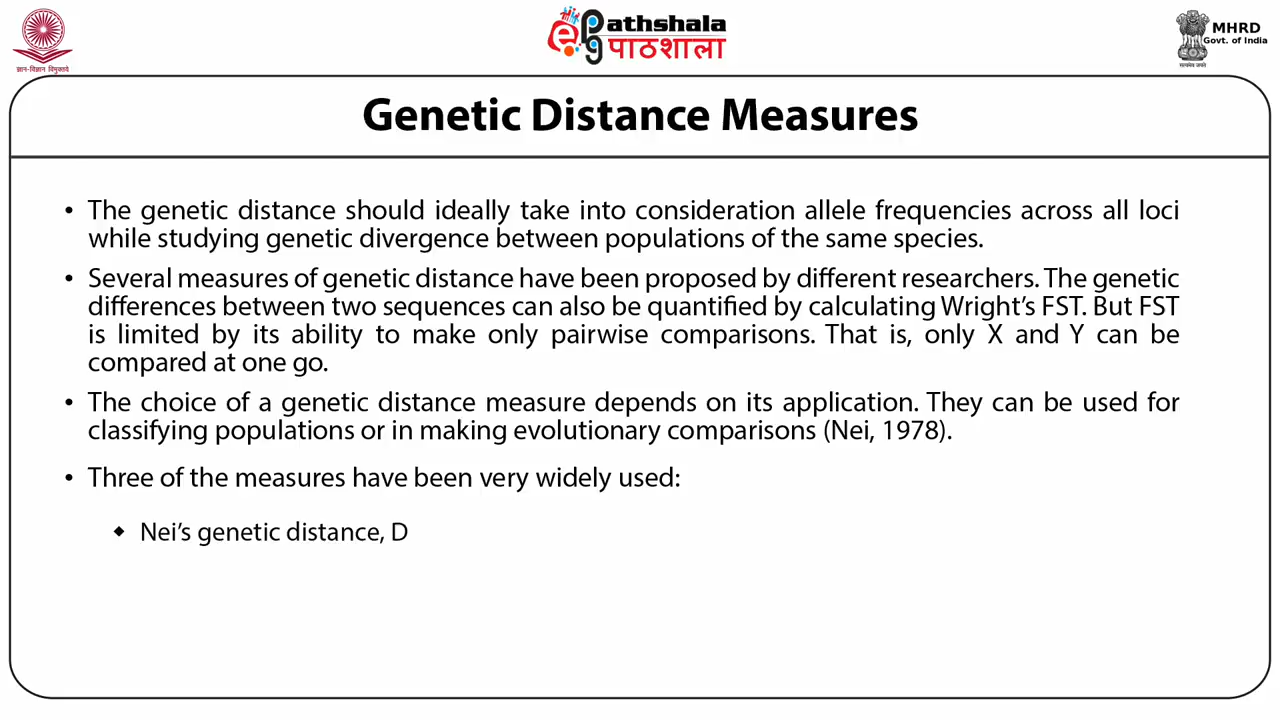 ज्ञान-विज्ञान विमुक्तये
ePG Pathshala
पाठशाला
MHRD
Govt. of India
सत्यमेव जयते
Genetic Distance Measures
• The genetic distance should ideally take into consideration allele frequencies across all loci
while studying genetic divergence between populations of the same species.
• Several measures of genetic distance have been proposed by different researchers. The genetic
differences between two sequences can also be quantified by calculating Wright’s FST. But FST
is limited by its ability to make only pairwise comparisons. That is, only X and Y can be
compared at one go.
• The choice of a genetic distance measure depends on its application. They can be used for
classifying populations or in making evolutionary comparisons (Nei, 1978).
• Three of the measures have been very widely used:
◆ Nei’s genetic distance, D